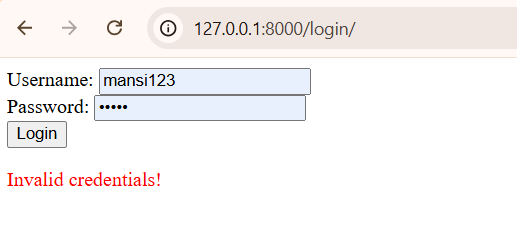 127.0.0.1:8000/login/
Username: mansi123
Password: •••••
Login
Invalid credentials!